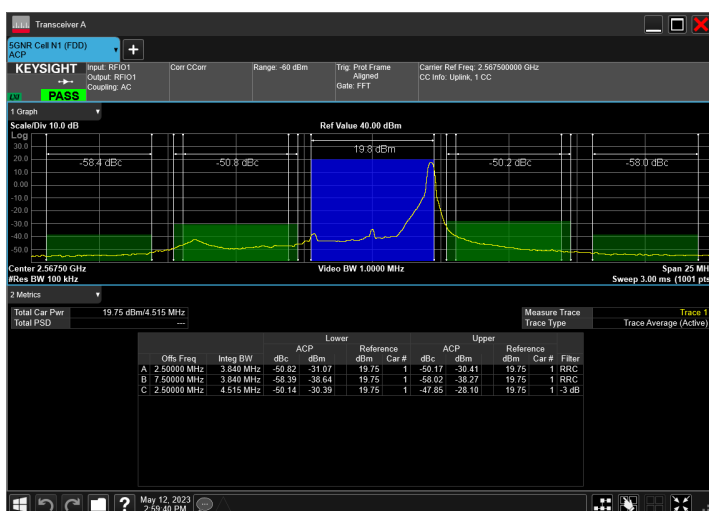 Transceiver A
5GNR Cell N1 (FDD)
ACP
KEYSIGHT Input: RFIO1 Corr CCorr Range: -60 dBm Trig: Prot Frame Carrier Ref Freq: 2.567500000 GHz
Output: RFIO1 Aligned CC Info: Uplink, 1 CC
Coupling: AC Gate: FFT
LXI PASS
1 Graph
Scale/Div 10.0 dB Ref Value 40.00 dBm
Log
30.0 19.8 dBm
20.0 -58.4 dBc -50.8 dBc -50.2 dBc -58.0 dBc
10.0
0.00
-10.0
-20.0
-30.0
-40.0
-50.0
Center 2.56750 GHz Video BW 1.0000 MHz Span 25 MH
#Res BW 100 kHz Sweep 3.00 ms (1001 pts
2 Metrics
Total Car Pwr 19.75 dBm/4.515 MHz Measure Trace Trace 1
Total PSD --- Trace Type Trace Average (Active)
Lower Upper
ACP Reference ACP Reference
Offs Freq Integ BW dBc dBm dBm Car # dBc dBm dBm Car # Filter
A 2.50000 MHz 3.840 MHz -50.82 -31.07 19.75 1 -50.17 -30.41 19.75 1 RRC
B 7.50000 MHz 3.840 MHz -58.39 -38.64 19.75 1 -58.02 -38.27 19.75 1 RRC
C 2.50000 MHz 4.515 MHz -50.14 -30.39 19.75 1 -47.85 -28.10 19.75 1 -3 dB
May 12, 2023
2:59:40 PM